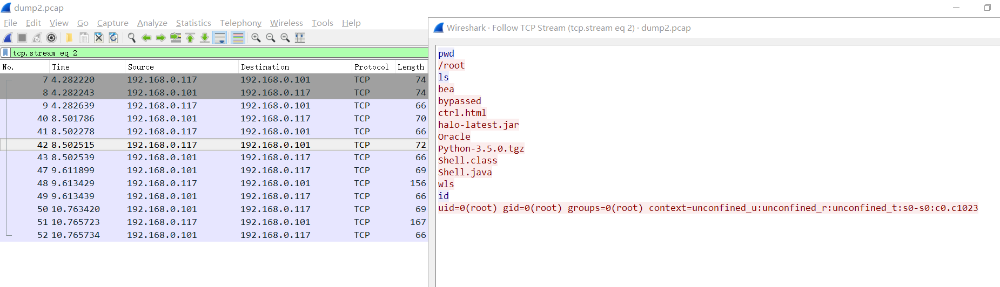 dump2.pcap
File Edit View Go Capture Analyze Statistics Telephony Wireless Tools Help
tcp.stream eq 2
No. Time Source Destination Protocol Length
7 4.282220 192.168.0.117 192.168.0.101 TCP 74
8 4.282243 192.168.0.101 192.168.0.117 TCP 74
9 4.282639 192.168.0.117 192.168.0.101 TCP 66
40 8.501786 192.168.0.101 192.168.0.117 TCP 70
41 8.502278 192.168.0.117 192.168.0.101 TCP 66
42 8.502515 192.168.0.117 192.168.0.101 TCP 72
43 8.502539 192.168.0.101 192.168.0.117 TCP 66
47 9.611899 192.168.0.101 192.168.0.117 TCP 69
48 9.613429 192.168.0.117 192.168.0.101 TCP 156
49 9.613439 192.168.0.101 192.168.0.117 TCP 66
50 10.763420 192.168.0.101 192.168.0.117 TCP 69
51 10.765723 192.168.0.117 192.168.0.101 TCP 167
52 10.765734 192.168.0.101 192.168.0.117 TCP 66
Wireshark · Follow TCP Stream (tcp.stream eq 2) · dump2.pcap
pwd
/root
ls
bea
bypassed
ctrl.html
halo-latest.jar
Oracle
Python-3.5.0.tgz
Shell.class
Shell.java
wls
id
uid=0(root) gid=0(root) groups=0(root) context=unconfined_u:unconfined_r:unconfined_t:s0-s0:c0.c1023